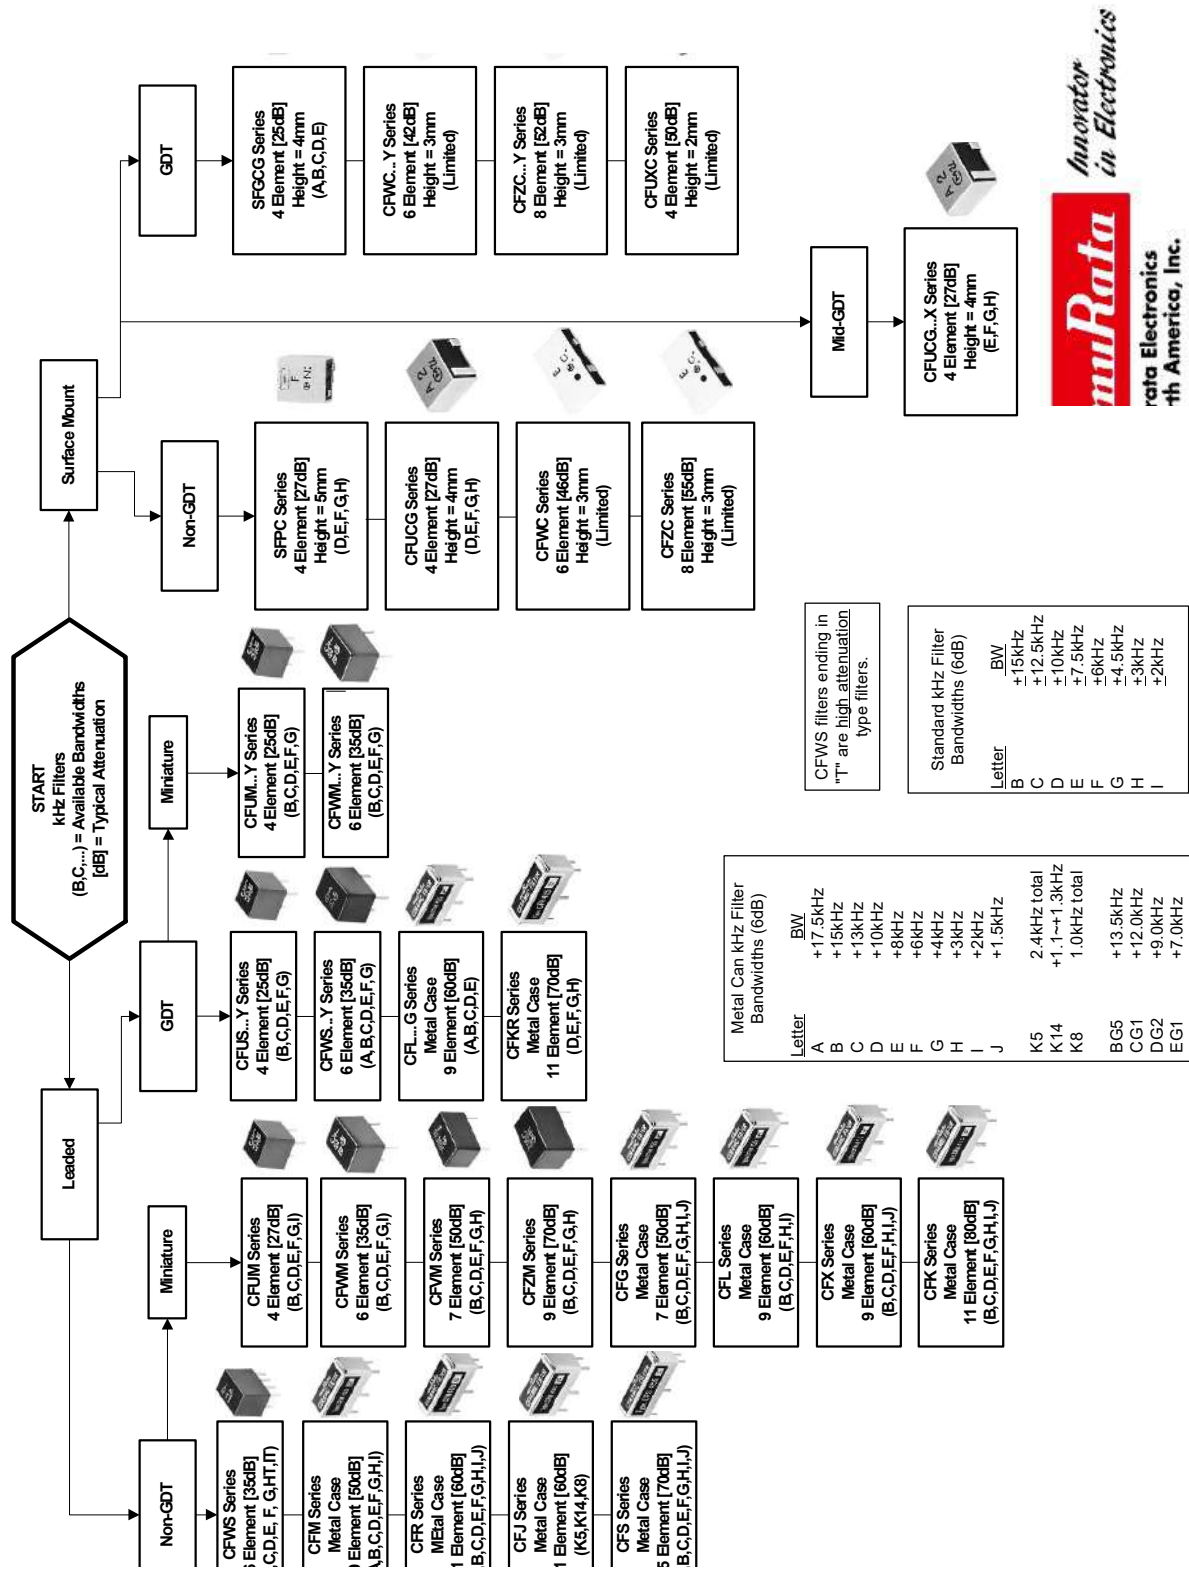 START
kHz Filters
(B,C,...) = Available Bandwidths
[dB] = Typical Attenuation
Leaded
Surface Mount
Non-GDT
Miniature
GDT
Miniature
Non-GDT
GDT
Mid-GDT
CFWS Series
Element [35dB]
,C,D,E, F, G,HT,IT)
CFM Series
Metal Case
Element [50dB]
,B,C,D,E,F,G,H,I)
CFR Series
MEtal Case
Element [60dB]
B,C,D,E,F,G,H,I,J)
CFJ Series
Metal Case
Element [60dB]
(K5,K14,K8)
CFS Series
Metal Case
Element [70dB]
B,C,D,E,F,G,H,I,J)
CFUM Series
4 Element [27dB]
(B,C,D,E,F,G,I)
CFWM Series
6 Element [35dB]
(B,C,D,E,F,G,I)
CFVM Series
7 Element [50dB]
(B,C,D,E,F,G,H)
CFZM Series
9 Element [70dB]
(B,C,D,E,F,G,H)
CFG Series
Metal Case
7 Element [50dB]
(B,C,D,E,F,G,H,I,J)
CFL Series
Metal Case
9 Element [60dB]
(B,C,D,E,F,H,I)
CFX Series
Metal Case
9 Element [60dB]
(B,C,D,E,F,H,I,J)
CFK Series
Metal Case
11 Element [80dB]
(B,C,D,E,F,G,H,I,J)
CFUS...Y Series
4 Element [25dB]
(B,C,D,E,F,G)
CFWS...Y Series
6 Element [35dB]
(A,B,C,D,E,F,G)
CFL...G Series
Metal Case
9 Element [60dB]
(A,B,C,D,E)
CFKR Series
Metal Case
11 Element [70dB]
(D,E,F,G,H)
CFUM...Y Series
4 Element [25dB]
(B,C,D,E,F,G)
CFWM...Y Series
6 Element [35dB]
(B,C,D,E,F,G)
SFPC Series
4 Element [27dB]
Height = 5mm
(D,E,F,G,H)
CFUCG Series
4 Element [27dB]
Height = 4mm
(D,E,F,G,H)
CFWC Series
6 Element [46dB]
Height = 3mm
(Limited)
CFZC Series
8 Element [55dB]
Height = 3mm
(Limited)
SFGCG Series
4 Element [25dB]
Height = 4mm
(A,B,C,D,E)
CFWC...Y Series
6 Element [42dB]
Height = 3mm
(Limited)
CFZC...Y Series
8 Element [52dB]
Height = 3mm
(Limited)
CFUXC Series
4 Element [50dB]
Height = 2mm
(Limited)
CFUCG...X Series
4 Element [27dB]
Height = 4mm
(E,F,G,H)
Metal Can kHz Filter
Bandwidths (6dB)
Letter BW
A +17.5kHz
B +15kHz
C +13kHz
D +10kHz
E +8kHz
F +6kHz
G +4kHz
H +3kHz
I +2kHz
J +1.5kHz
K5 2.4kHz total
K14 +1.1~+1.3kHz
K8 1.0kHz total
BG5 +13.5kHz
CG1 +12.0kHz
DG2 +9.0kHz
EG1 +7.0kHz
CFWS filters ending in
"T" are high attenuation
type filters.
Standard kHz Filter
Bandwidths (6dB)
Letter BW
B +15kHz
C +12.5kHz
D +10kHz
E +7.5kHz
F +6kHz
G +4.5kHz
H +3kHz
I +2kHz
muRata
Innovator
in Electronics
rata Electronics
th America, Inc.